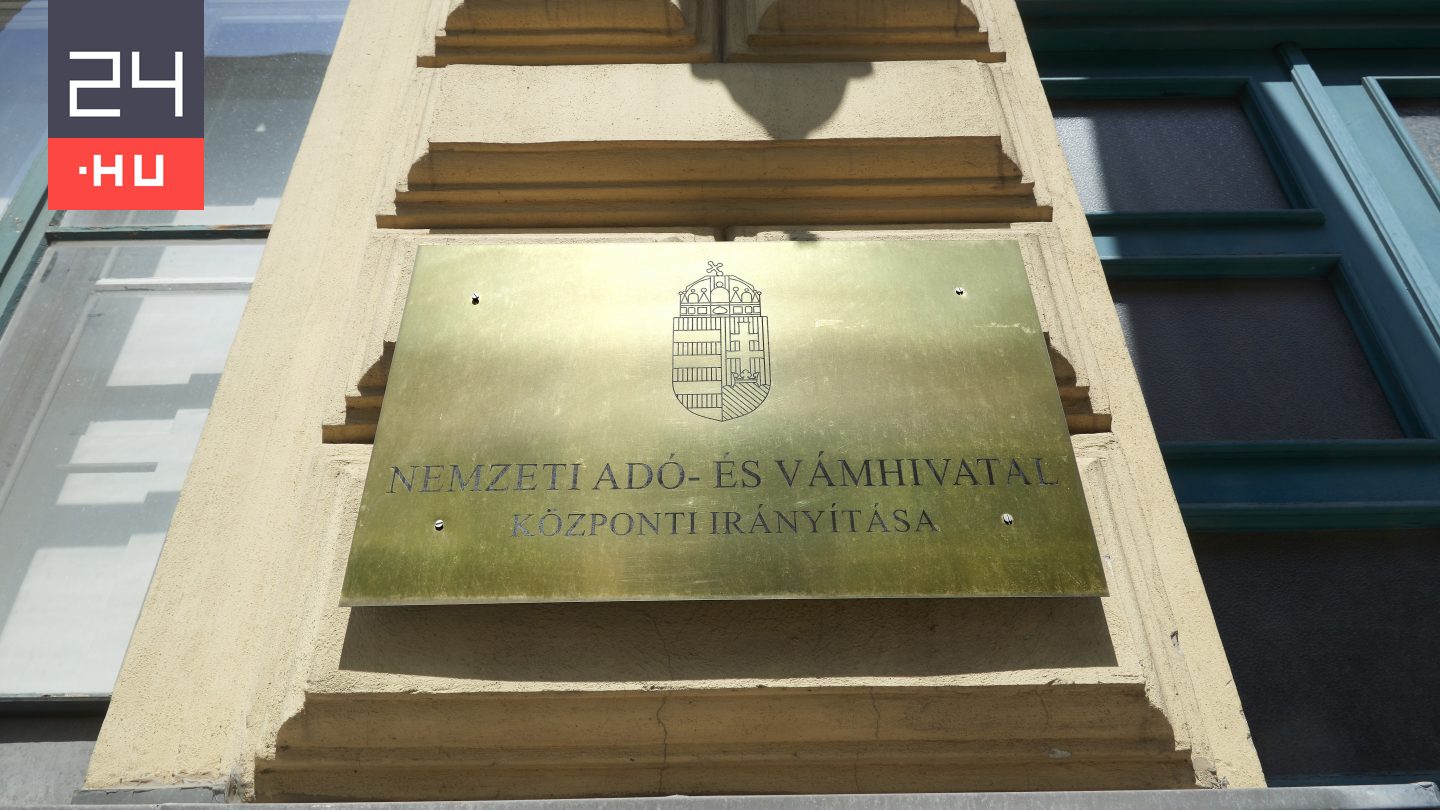 24
.HU
NEMZETI ADÓ- ÉS VÁMHIVATAL
KÖZPONTI IRÁNYÍTÁSA